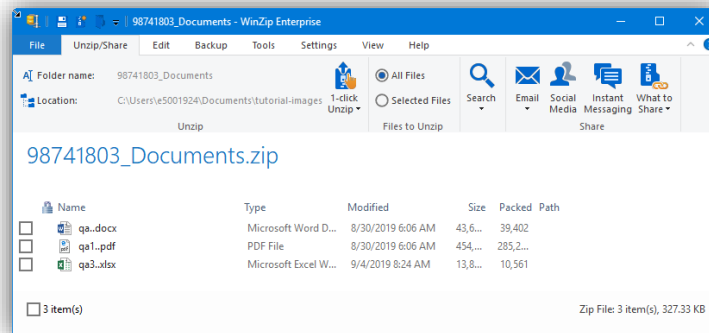 98741803_Documents - WinZip Enterprise
File Unzip/Share Edit Backup Tools Settings View Help
Folder name: 98741803_Documents
Location: C:\Users\e5001924\Documents\tutorial-images
1-click
Unzip
Unzip
All Files
Selected Files
Files to Unzip
Search
Email
Social
Media
Instant
Messaging
What to
Share
Share
98741803_Documents.zip
Name Type Modified Size Packed Path
qa..docx Microsoft Word D... 8/30/2019 6:06 AM 43,6... 39,402
qa1..pdf PDF File 8/30/2019 6:06 AM 454,... 285,2...
qa3..xlsx Microsoft Excel W... 9/4/2019 8:24 AM 13,8... 10,561
3 item(s) Zip File: 3 item(s), 327.33 KB